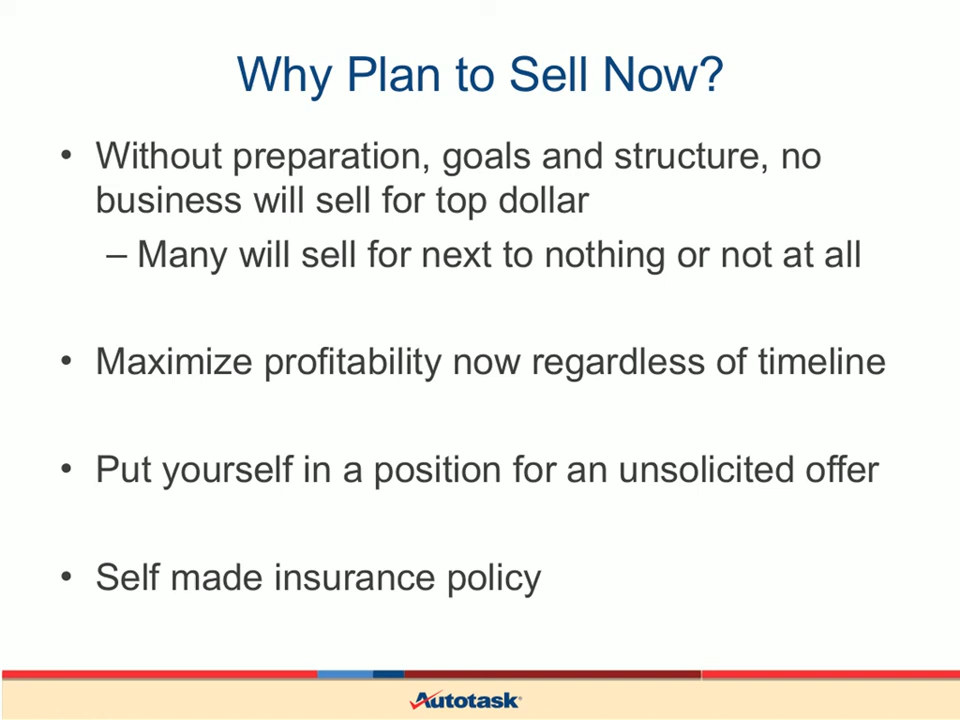 Why Plan to Sell Now?
• Without preparation, goals and structure, no
business will sell for top dollar
– Many will sell for next to nothing or not at all
• Maximize profitability now regardless of timeline
• Put yourself in a position for an unsolicited offer
• Self made insurance policy
Autotask®